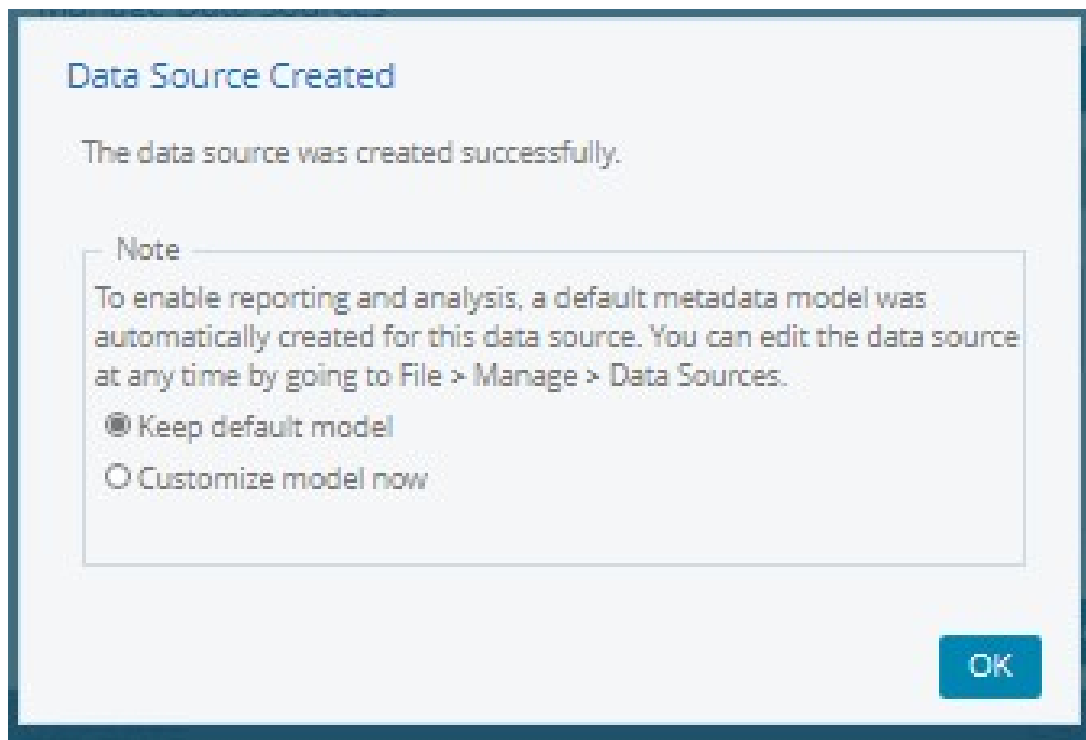 Data Source Created
The data source was created successfully.
Note
To enable reporting and analysis, a default metadata model was
automatically created for this data source. You can edit the data source
at any time by going to File > Manage > Data Sources.
Keep default model
Customize model now
OK